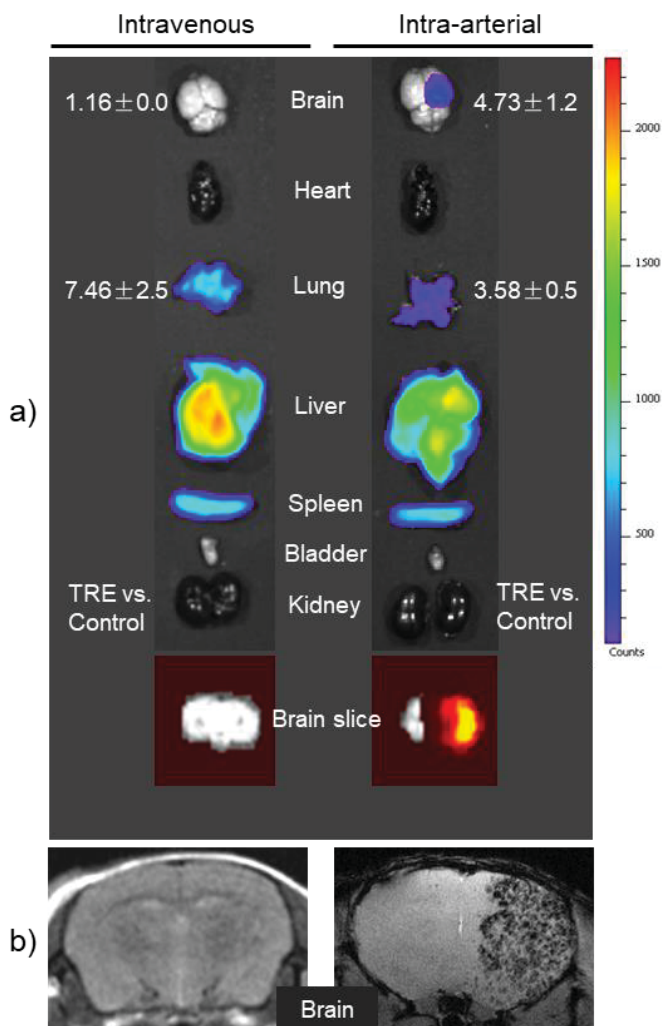 Intravenous Intra-arterial
1.16±0.0 Brain 4.73±1.2
Heart
7.46±2.5 Lung 3.58±0.5
a) Liver
Spleen
Bladder
TRE vs. Control Kidney TRE vs. Control
Brain slice
2000
1500
1000
500
Counts
b)
Brain